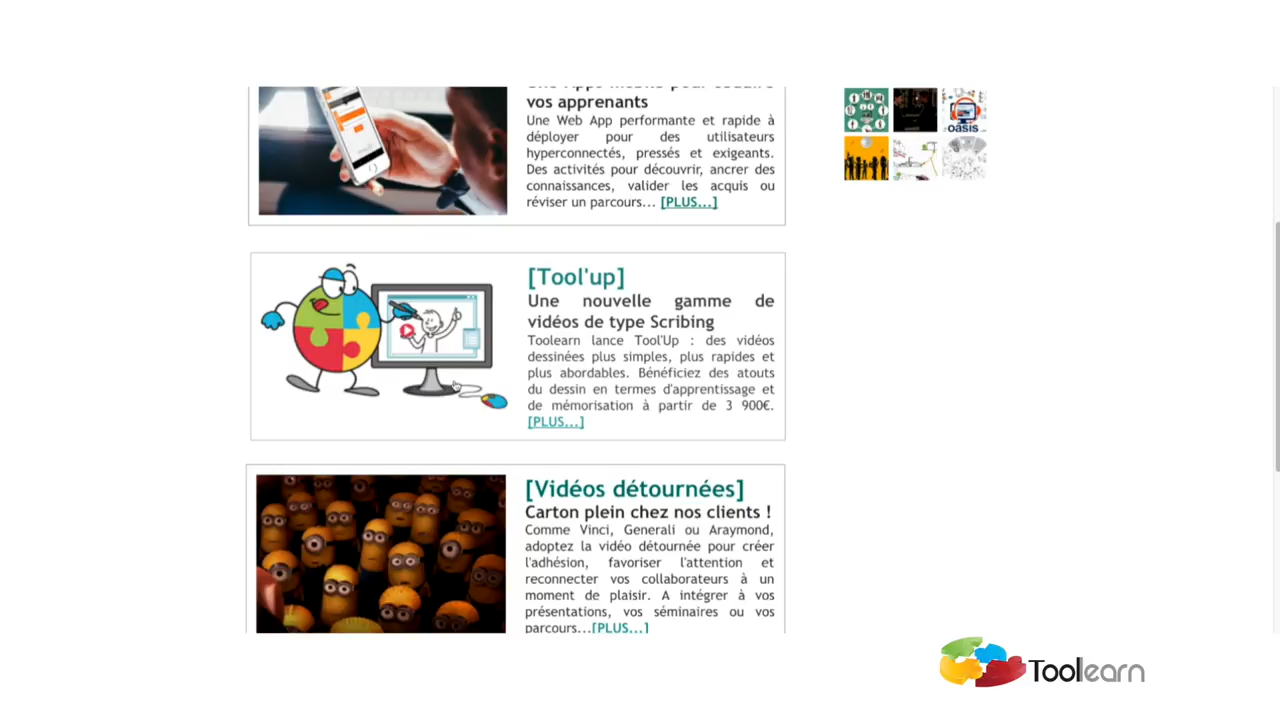 vos apprenants
Une Web App performante et rapide à
déployer pour des utilisateurs
hyperconnectés, pressés et exigeants.
Des activités pour découvrir, ancrer des
connaissances, valider les acquis ou
réviser un parcours... [PLUS...]
[Tool'up]
Une nouvelle gamme de
vidéos de type Scribing
Toolearn lance Tool'Up : des vidéos
dessinées plus simples, plus rapides et
plus abordables. Bénéficiez des atouts
du dessin en termes d'apprentissage et
de mémorisation à partir de 3 900€.
[PLUS...]
[Vidéos détournées]
Carton plein chez nos clients !
Comme Vinci, Generali ou Araymond,
adoptez la vidéo détournée pour créer
l'adhésion, favoriser l'attention et
reconnecter vos collaborateurs à un
moment de plaisir. A intégrer à vos
présentations, vos séminaires ou vos
parcours...[PLUS...]
oasis
Toolearn